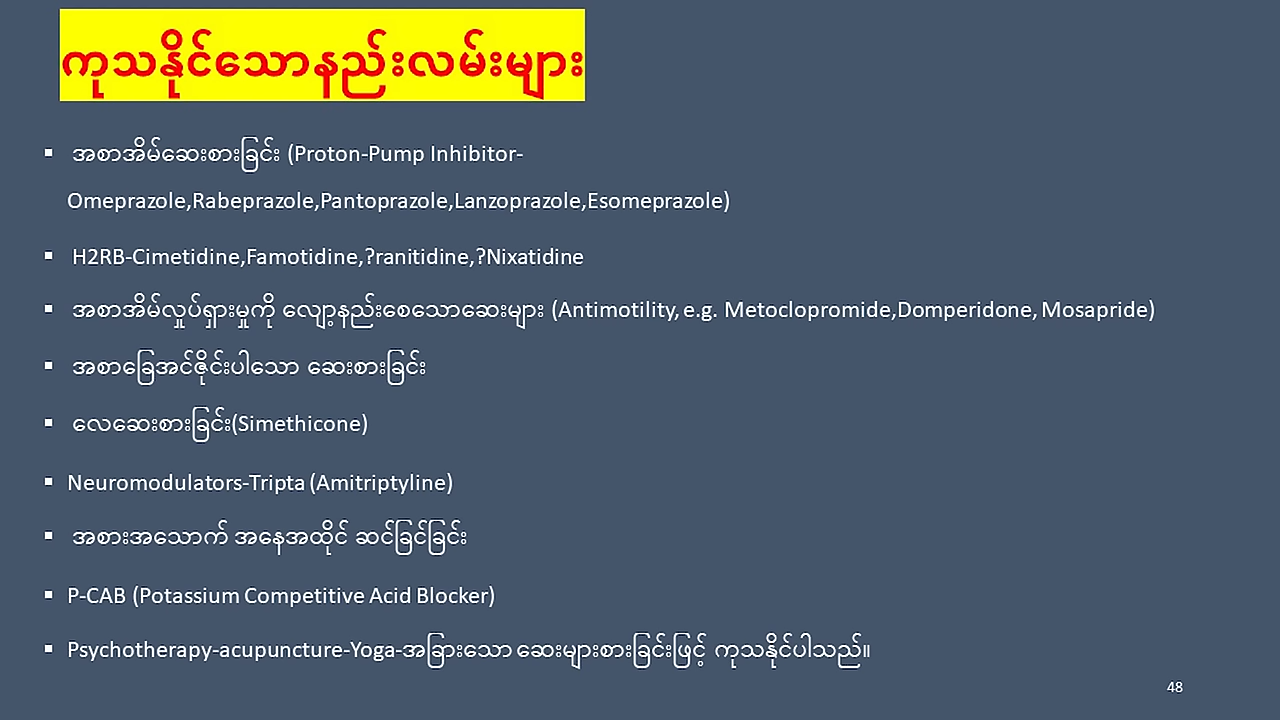 ကုသနိုင်သောနည်းလမ်းများ
▪ အစာအိမ်ဆေးစားခြင်း (Proton-Pump Inhibitor-
Omeprazole,Rabeprazole,Pantoprazole,Lanzoprazole,Esomeprazole)
▪ H2RB-Cimetidine,Famotidine,?ranitidine,?Nixatidine
▪ အစာအိမ်လှုပ်ရှားမှုကို လျော့နည်းစေသောဆေးများ (Antimotility, e.g. Metoclopromide,Domperidone, Mosapride)
▪ အစာခြေအင်ဇိုင်းပါသော ဆေးစားခြင်း
▪ လေဆေးစားခြင်း(Simethicone)
▪ Neuromodulators-Tripta (Amitriptyline)
▪ အစားအသောက် အနေအထိုင် ဆင်ခြင်ခြင်း
▪ P-CAB (Potassium Competitive Acid Blocker)
▪ Psychotherapy-acupuncture-Yoga-အခြားသော ဆေးများစားခြင်းဖြင့် ကုသနိုင်ပါသည်။
48